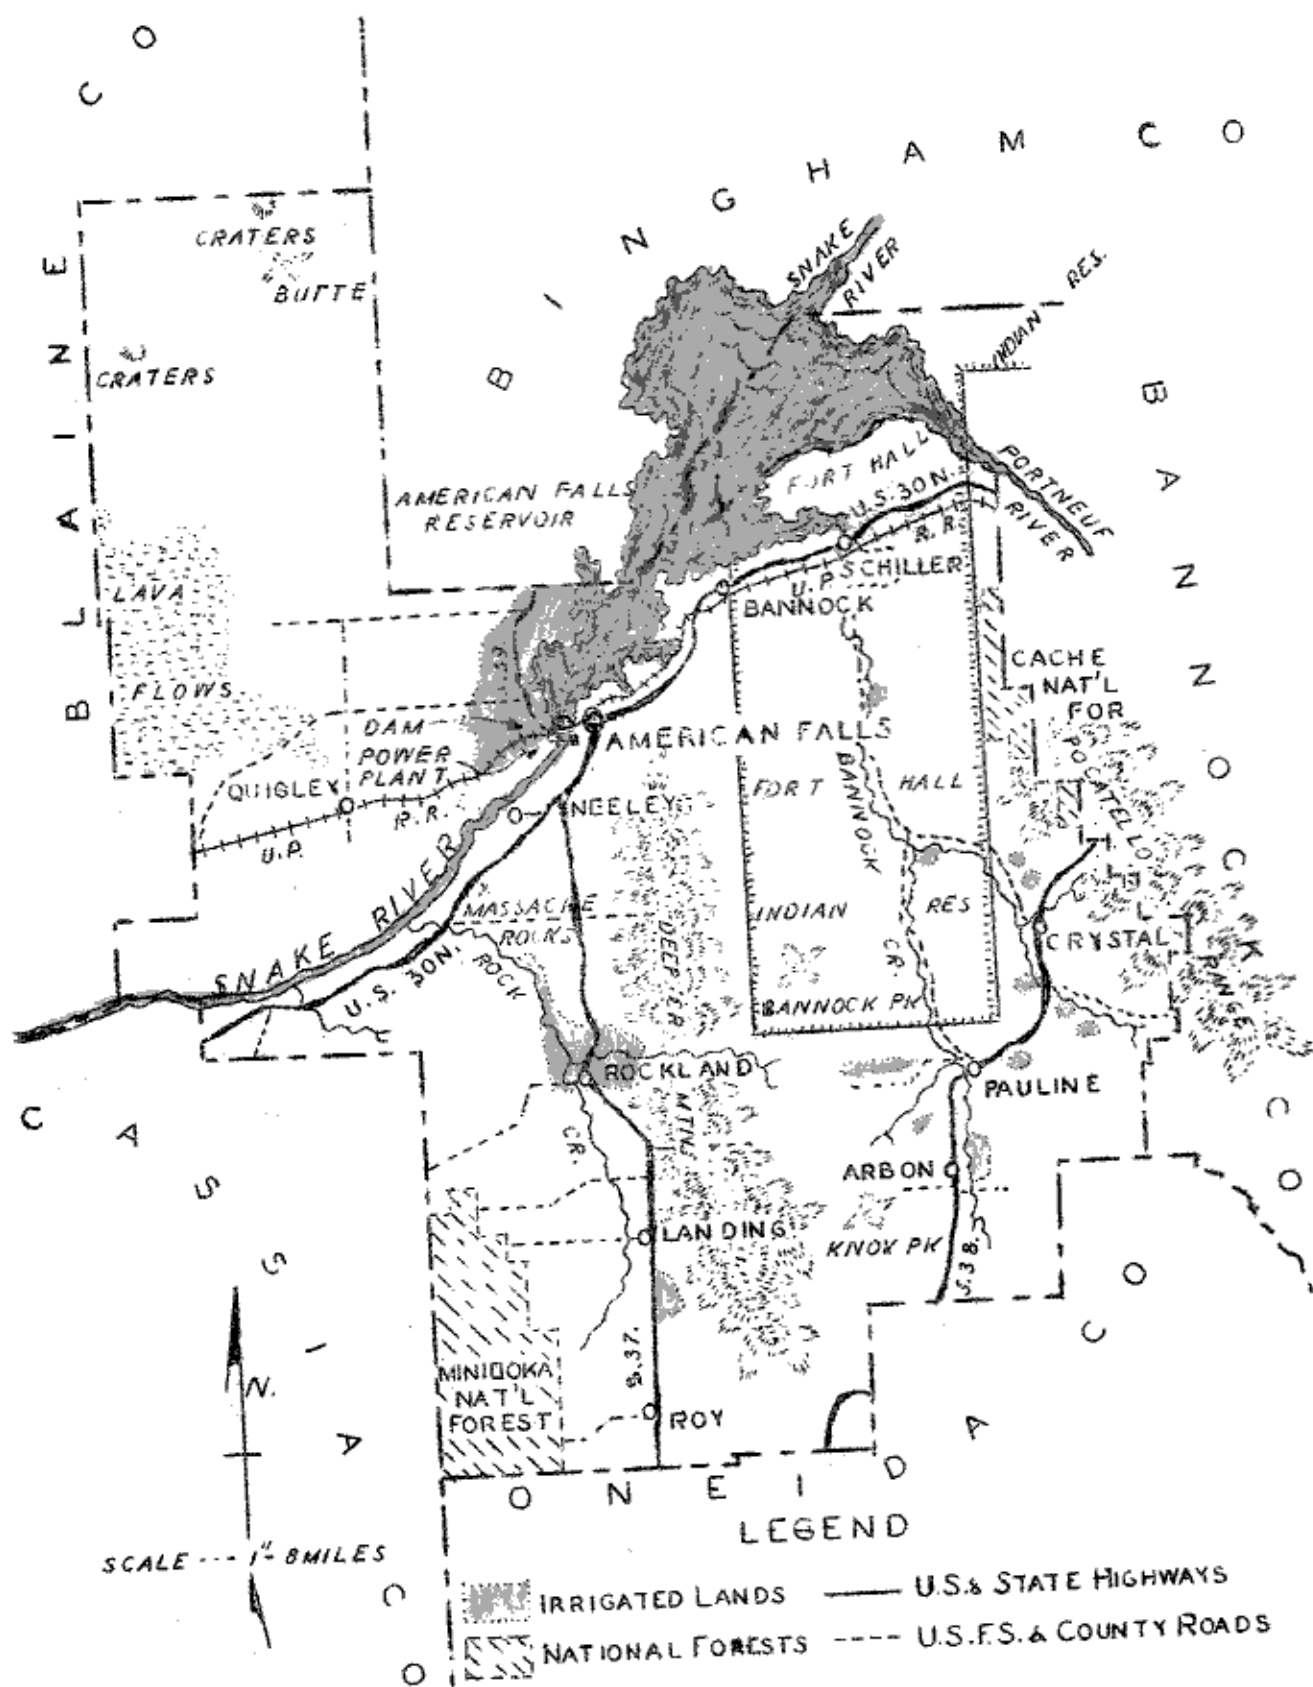 BLAINE CO
BINGHAM CO
BANNOCK CO
CRATERS
BUTTE
CRATERS
SNAKE
RIVER
INDIAN RES.
AMERICAN FALLS
RESERVOIR
FORT HALL
U.S. 30N.
R.R.
U.P.
PORTNEUF
RIVER
SCHILLER
BANNOCK
LAVA
FLOWS
39
CACHE
NAT'L
FOR
POCATELLO
RANGE
DAM
POWER
PLANT
AMERICAN FALLS
QUIGLEY
R.R.
U.P.
NEELEY
FORT HALL
INDIAN RES
BANNOCK
CR.
BANNOCK PK
SNAKE RIVER
MASSACRE
ROCKS
U.S. 30N.
ROCK
CR.
DEEP CR
MTNS
CRYSTAL
ROCKLAND
PAULINE
ARBON
KNOX PK
S.38.
LANDING
S.37.
MINIDOKA
NAT'L
FOREST
ROY
CASSIA CO
ONEIDA CO
N.
SCALE --- 1"- 8 MILES
LEGEND
IRRIGATED LANDS
U.S. & STATE HIGHWAYS
NATIONAL FORESTS
U.S.F.S. & COUNTY ROADS